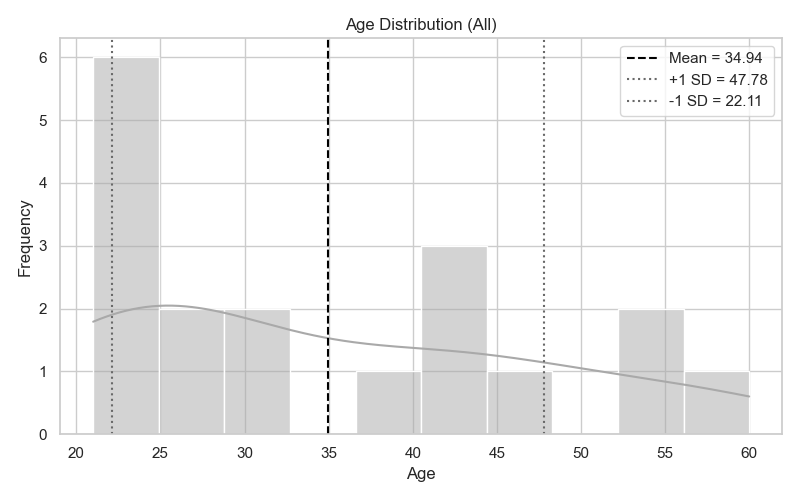 Age Distribution (All)
Mean = 34.94
+1 SD = 47.78
-1 SD = 22.11
Frequency
6
5
4
3
2
1
0
20 25 30 35 40 45 50 55 60
Age